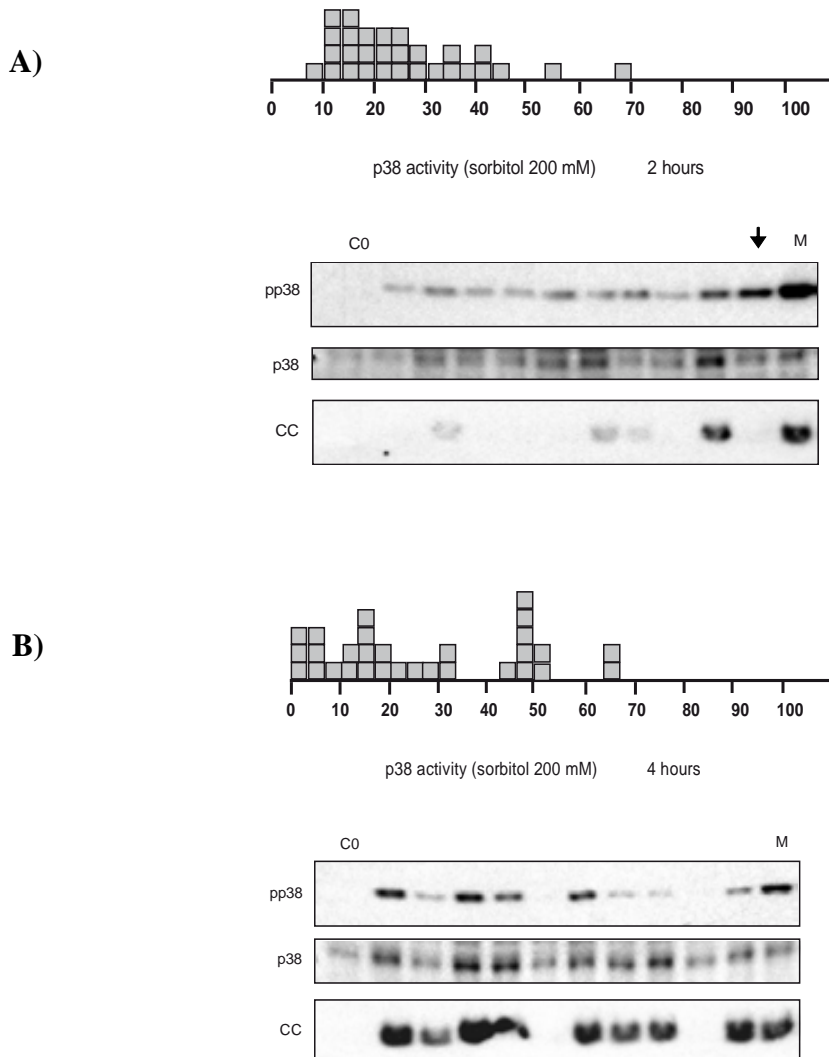 A)
0 10 20 30 40 50 60 70 80 90 100
p38 activity (sorbitol 200 mM) 2 hours
C0 M
pp38
p38
CC
B)
0 10 20 30 40 50 60 70 80 90 100
p38 activity (sorbitol 200 mM) 4 hours
C0 M
pp38
p38
CC